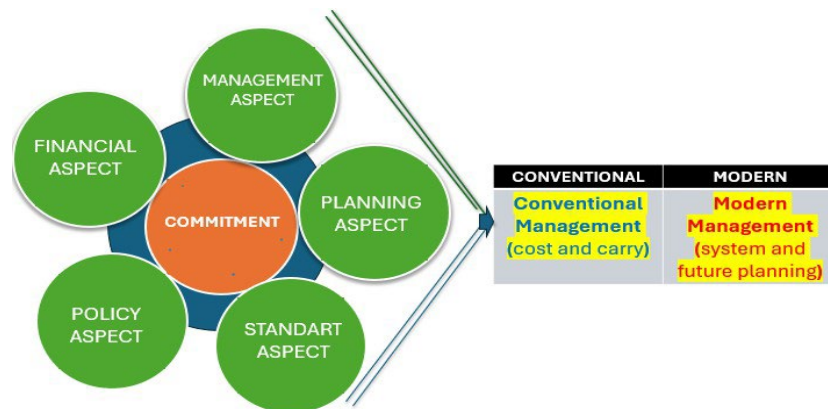 MANAGEMENT
ASPECT
FINANCIAL
ASPECT
COMMITMENT
PLANNING
ASPECT
POLICY
ASPECT
STANDART
ASPECT
CONVENTIONAL
MODERN
Conventional
Management
(cost and carry)
Modern
Management
(system and
future planning)